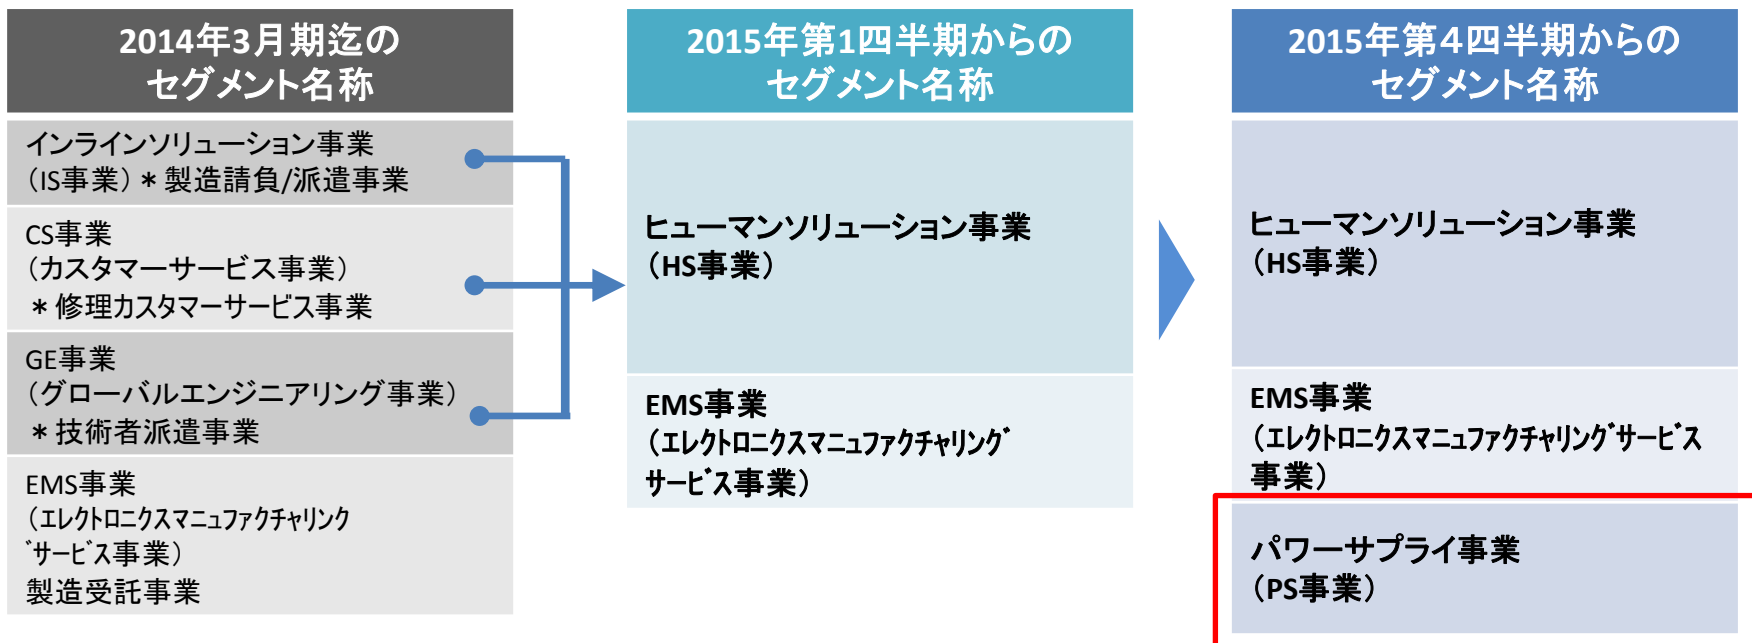 2014年3月期迄の
セグメント名称
インラインソリューション事業
（IS事業）＊製造請負/派遣事業
CS事業
（カスタマーサービス事業）
＊修理カスタマーサービス事業
GE事業
（グローバルエンジニアリング事業）
＊技術者派遣事業
EMS事業
（ｴﾚｸﾄﾛﾆｸｽﾏﾆｭﾌｧｸﾁｬﾘﾝｸ
ﾞｻｰﾋﾞｽ事業）
製造受託事業
2015年第1四半期からの
セグメント名称
ヒューマンソリューション事業
（HS事業）
EMS事業
（ｴﾚｸﾄﾛﾆｸｽﾏﾆｭﾌｧｸﾁｬﾘﾝｸﾞ
ｻｰﾋﾞｽ事業）
2015年第４四半期からの
セグメント名称
ヒューマンソリューション事業
（HS事業）
EMS事業
（ｴﾚｸﾄﾛﾆｸｽﾏﾆｭﾌｧｸﾁｬﾘﾝｸﾞｻｰﾋﾞｽ
事業）
パワーサプライ事業
（PS事業）